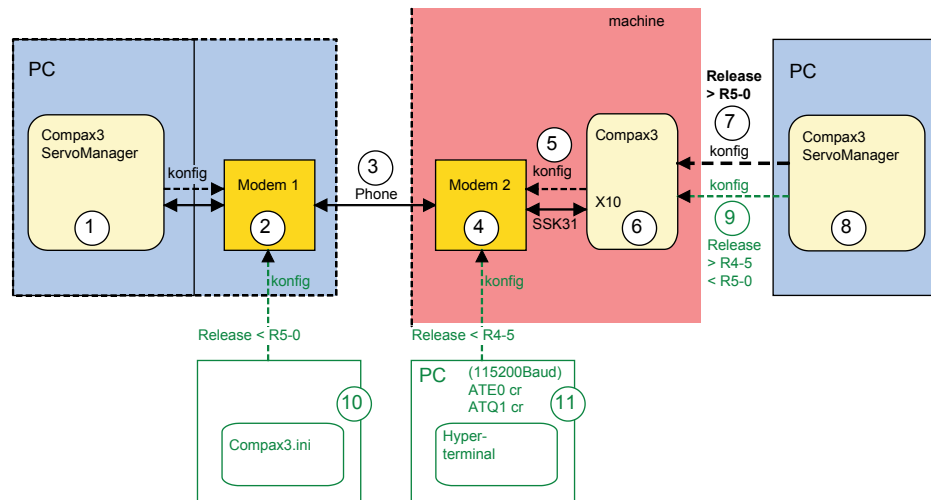 machine
PC
Compax3
ServoManager
1
konfig
Modem 1
2
3
Phone
Modem 2
4
5
konfig
SSK31
Compax3
X10
6
Release
> R5-0
7
konfig
konfig
9
Release
> R4-5
< R5-0
PC
Compax3
ServoManager
8
konfig
Release < R5-0
konfig
Release < R4-5
10
Compax3.ini
PC
(115200Baud)
ATE0 cr
ATQ1 cr
11
Hyper-
terminal